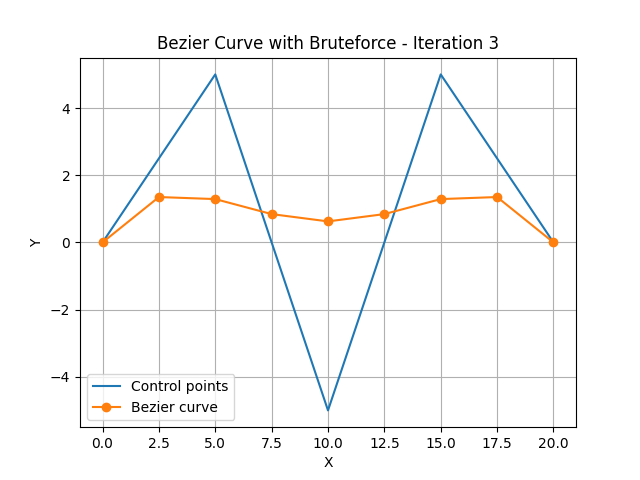 Bezier Curve with Bruteforce - Iteration 3
Y
4
2
0
−2
−4
Control points
Bezier curve
0.0 2.5 5.0 7.5 10.0 12.5 15.0 17.5 20.0
X